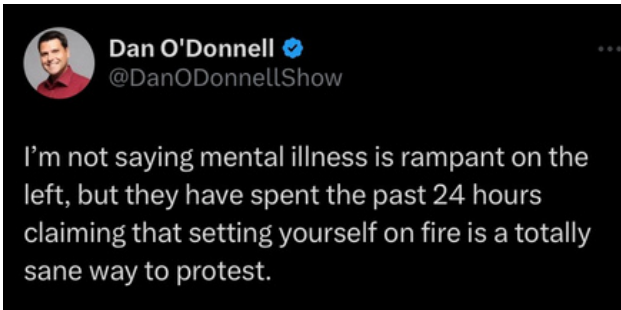 Dan O'Donnell
@DanODonnellShow
I’m not saying mental illness is rampant on the
left, but they have spent the past 24 hours
claiming that setting yourself on fire is a totally
sane way to protest.